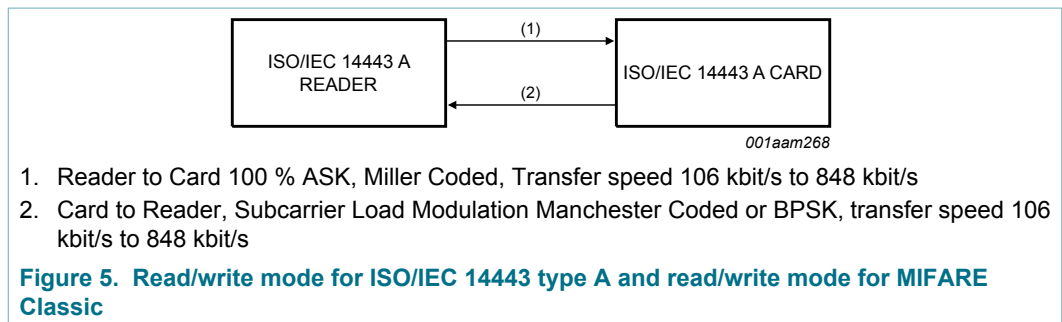 (1)
ISO/IEC 14443 A
READER
ISO/IEC 14443 A CARD
(2)
001aam268
1. Reader to Card 100 % ASK, Miller Coded, Transfer speed 106 kbit/s to 848 kbit/s
2. Card to Reader, Subcarrier Load Modulation Manchester Coded or BPSK, transfer speed 106
kbit/s to 848 kbit/s
Figure 5. Read/write mode for ISO/IEC 14443 type A and read/write mode for MIFARE
Classic